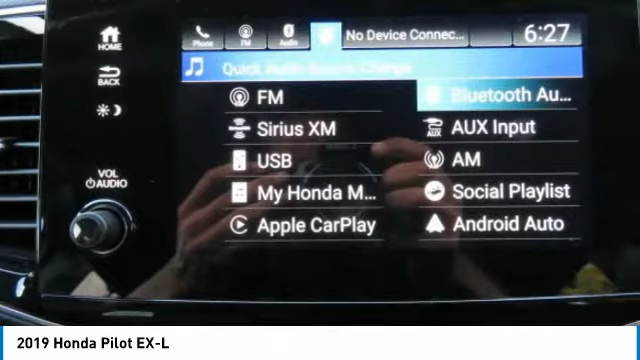 HOME
BACK
VOL
AUDIO
Phone
FM
Audio
No Device Connec...
6:27
Quick Audio Source Change
FM
Bluetooth Au...
Sirius XM
AUX Input
USB
AM
My Honda M...
Social Playlist
Apple CarPlay
Android Auto
2019 Honda Pilot EX-L